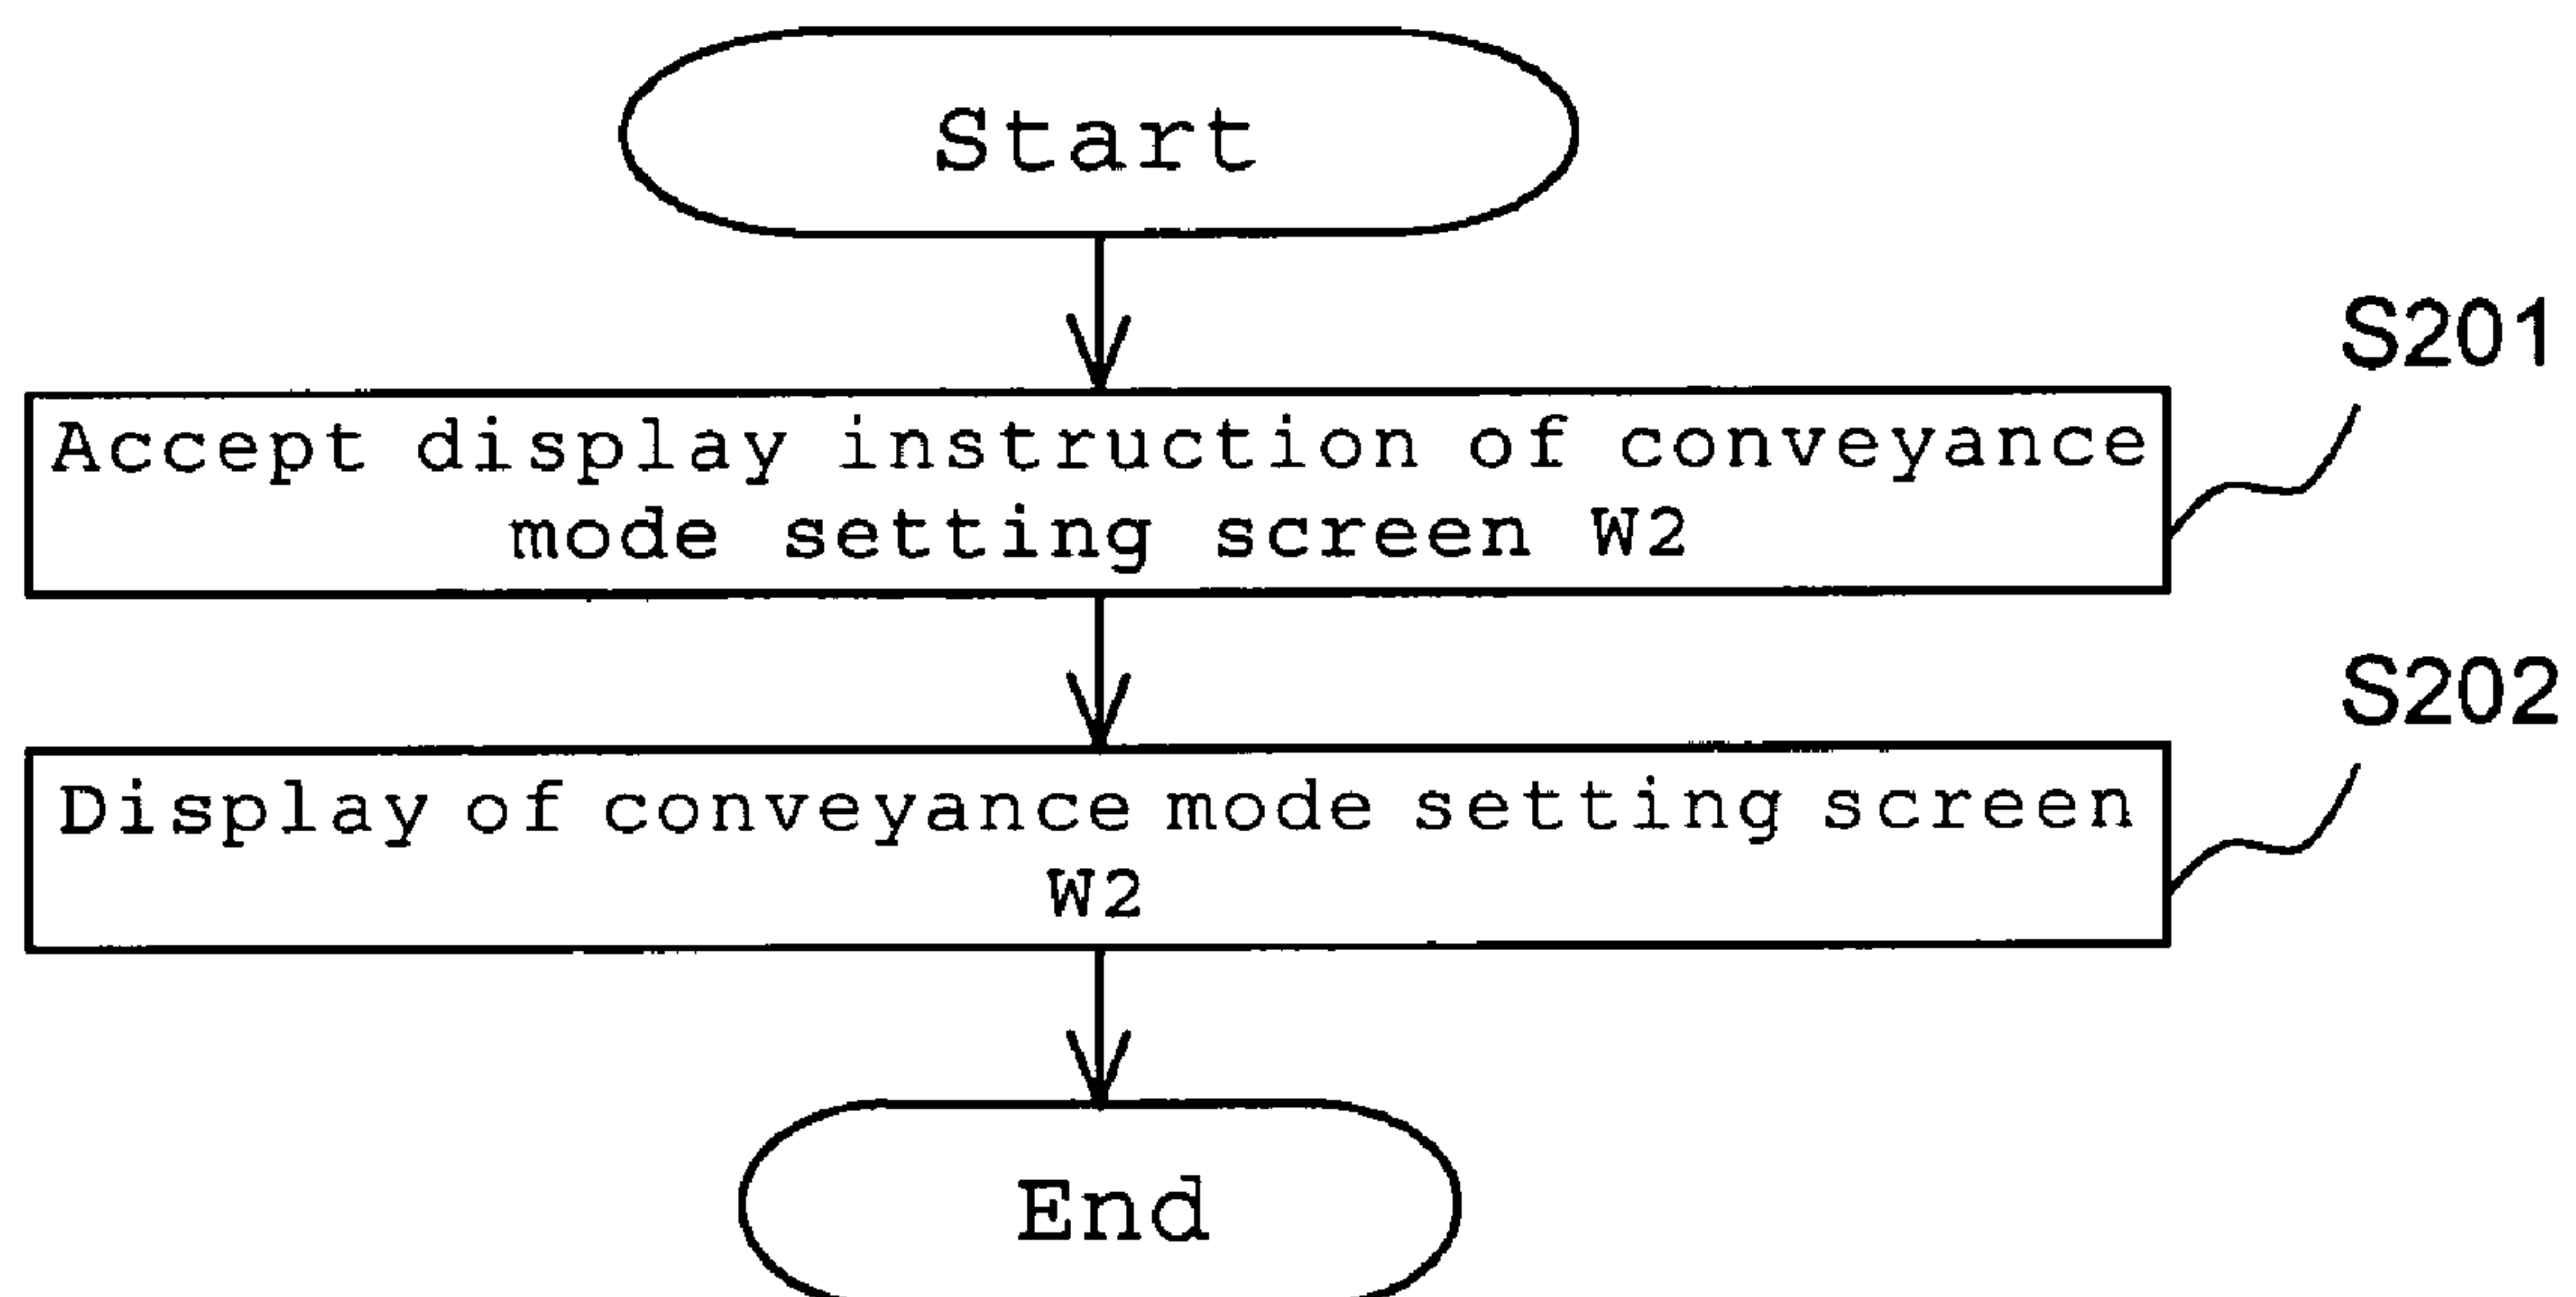 Start
S201
Accept display instruction of conveyance
mode setting screen W2
S202
Display of conveyance mode setting screen
W2
End